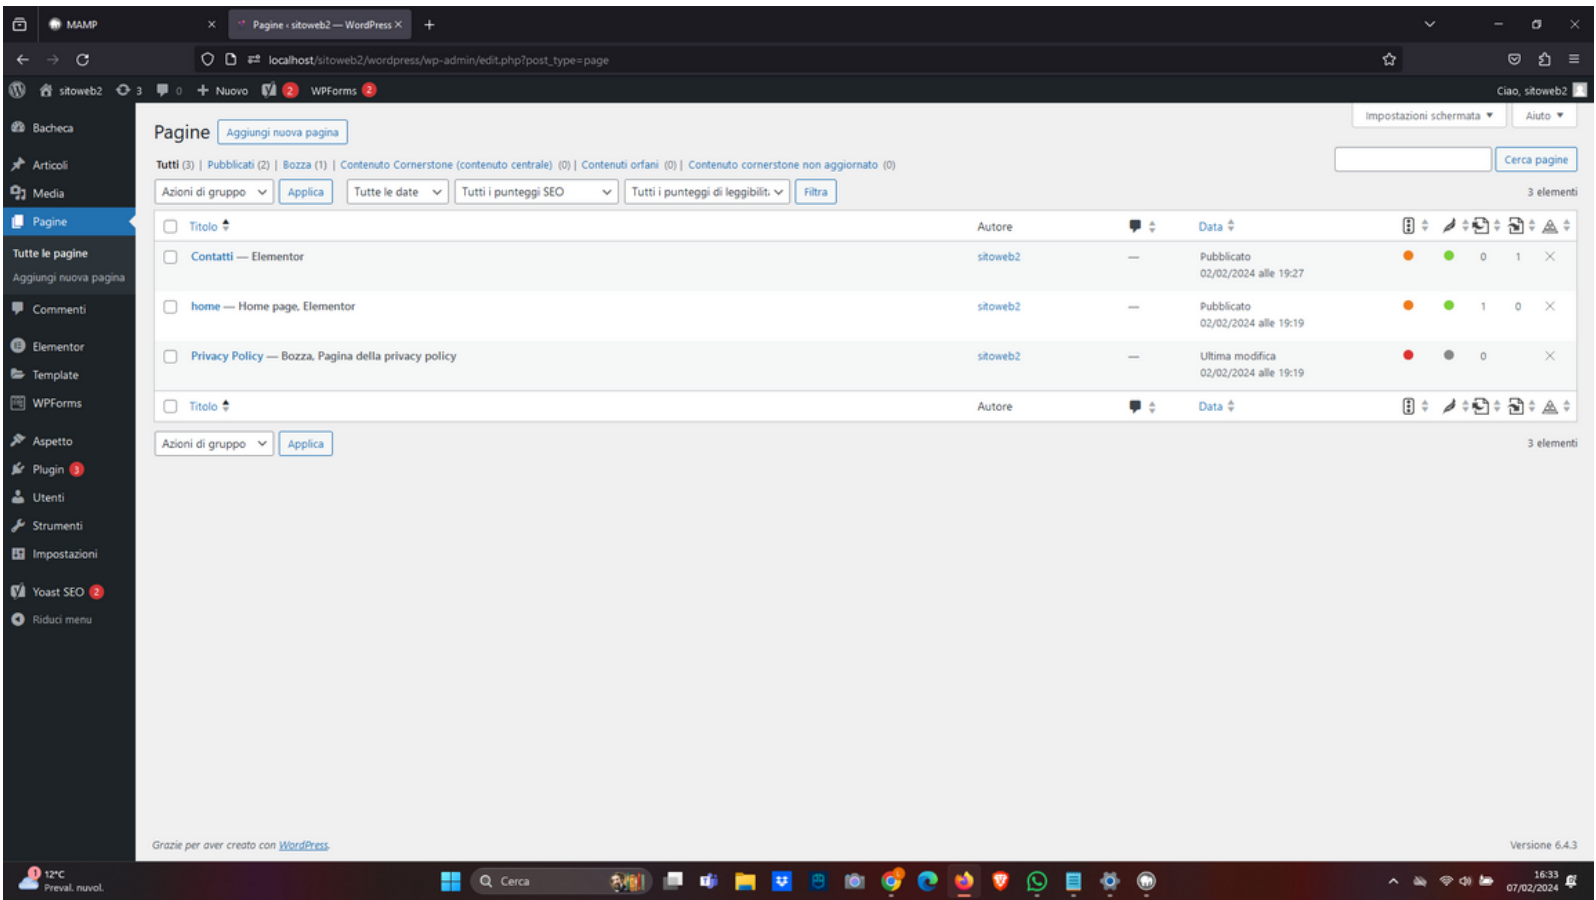 MAMP
Pagine ‹ sitoweb2 — WordPress
localhost/sitoweb2/wordpress/wp-admin/edit.php?post_type=page
sitoweb2 3 0 + Nuovo 2 WPForms 2 Ciao, sitoweb2
Bacheca
Articoli
Media
Pagine
Tutte le pagine
Aggiungi nuova pagina
Commenti
Elementor
Template
WPForms
Aspetto
Plugin 3
Utenti
Strumenti
Impostazioni
Yoast SEO 2
Riduci menu
Impostazioni schermata ▼ Aiuto ▼
Pagine Aggiungi nuova pagina
Tutti (3) | Pubblicati (2) | Bozza (1) | Contenuto Cornerstone (contenuto centrale) (0) | Contenuti orfani (0) | Contenuto cornerstone non aggiornato (0)
Cerca pagine
Azioni di gruppo Applica Tutte le date Tutti i punteggi SEO Tutti i punteggi di leggibilit Filtra 3 elementi
Titolo Autore Data
Contatti — Elementor sitoweb2 — Pubblicato 0 1
02/02/2024 alle 19:27
home — Home page, Elementor sitoweb2 — Pubblicato 1 0
02/02/2024 alle 19:19
Privacy Policy — Bozza, Pagina della privacy policy sitoweb2 — Ultima modifica 0
02/02/2024 alle 19:19
Titolo Autore Data
Azioni di gruppo Applica 3 elementi
Grazie per aver creato con WordPress. Versione 6.4.3
1 12°C
Preval. nuvol.
Cerca
16:33
07/02/2024